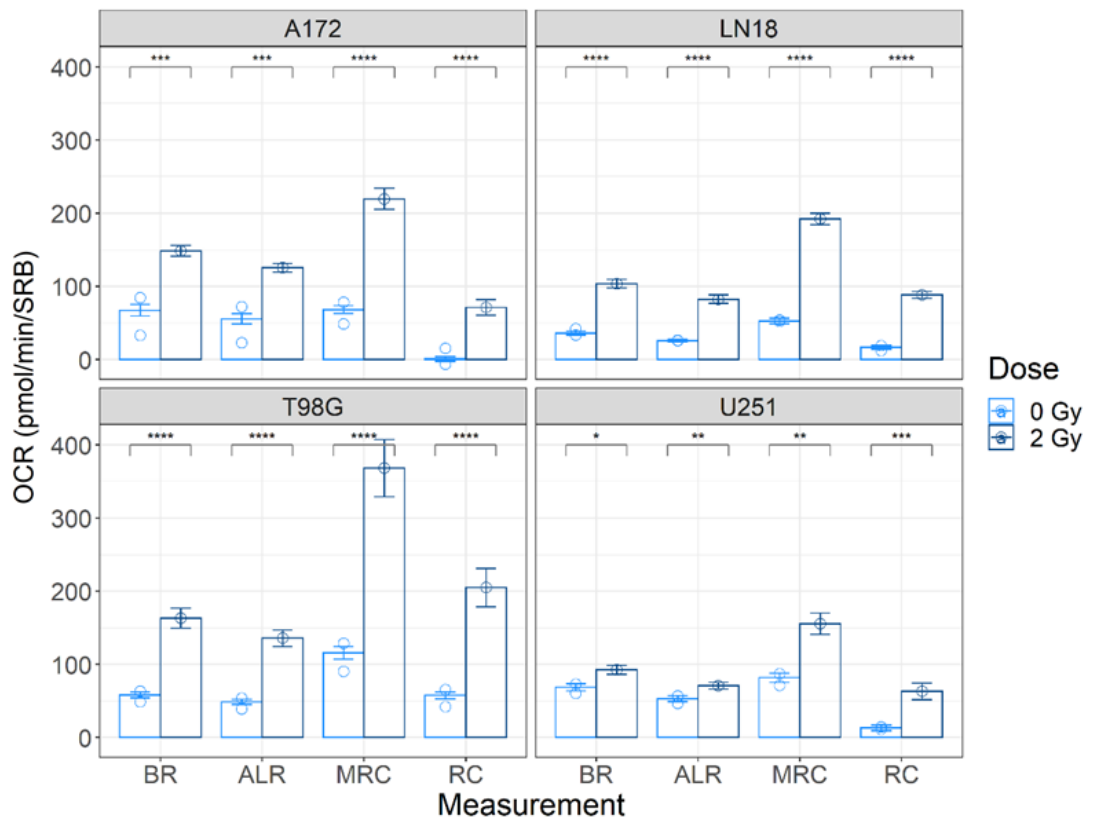 A172
LN18
*** *** **** ****
**** **** **** ****
400
300
200
100
0
T98G
U251
**** **** **** ****
* ** ** ***
400
300
200
100
0
BR ALR MRC RC
BR ALR MRC RC
OCR (pmol/min/SRB)
Measurement
Dose
a 0 Gy
a 2 Gy